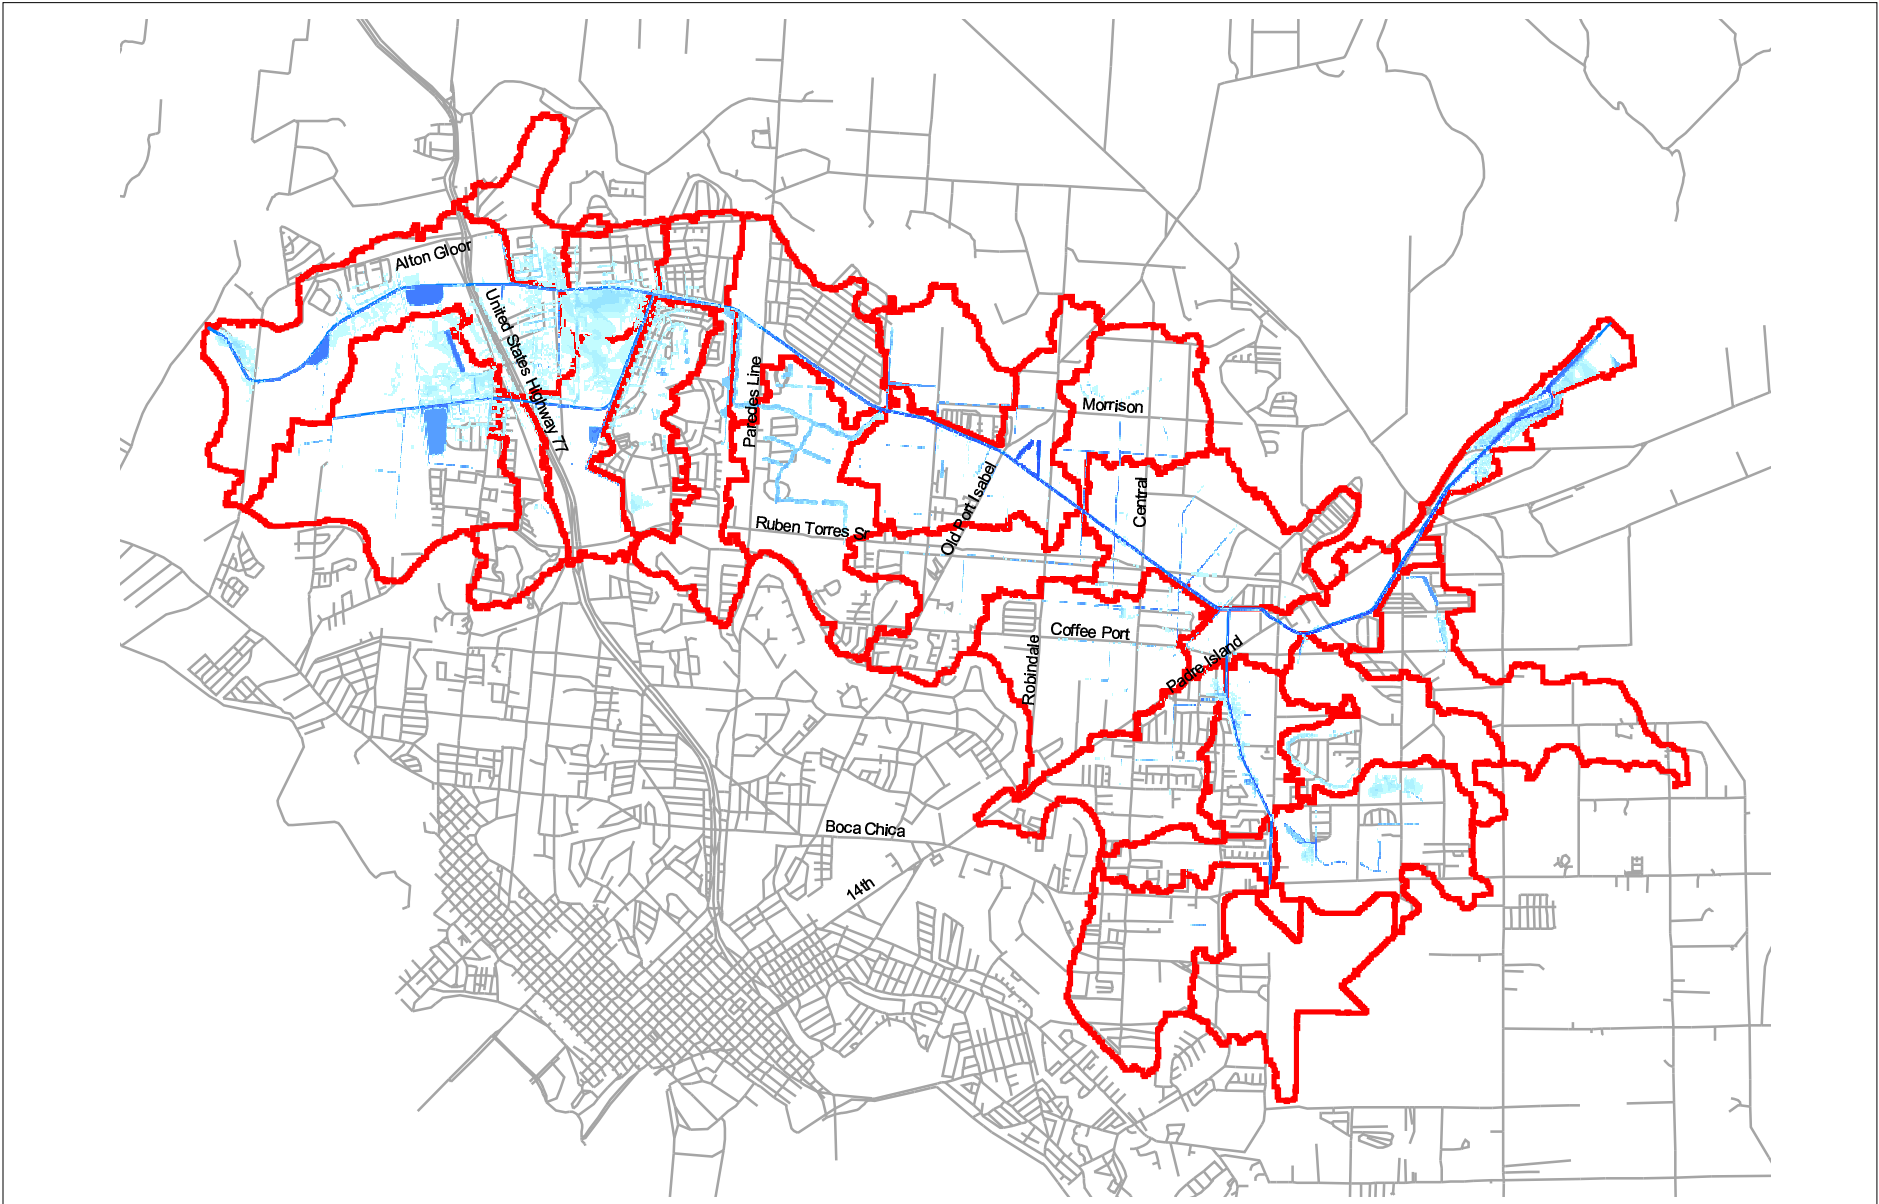 Alton Gloor
United States Highway 77
Paredes Line
Morrison
Central
Old Port Isabel
Ruben Torres S
Coffee Port
Robindale
Padre Island
Boca Chica
14th